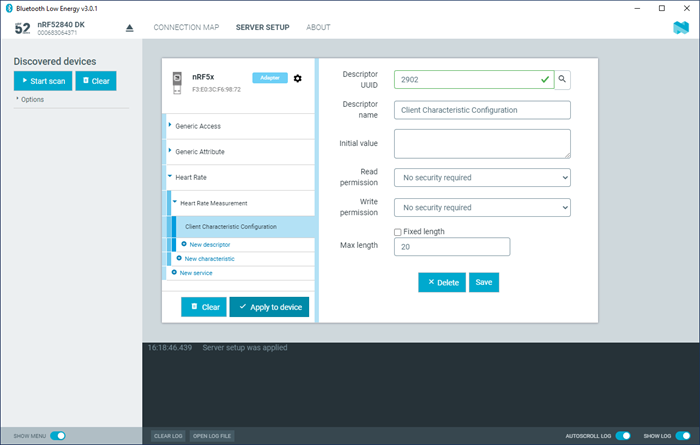 Bluetooth Low Energy v3.0.1
52
nRF52840 DK
000683064371
CONNECTION MAP
SERVER SETUP
ABOUT
Discovered devices
Start scan
Clear
Options
nRF5x
Adapter
F3:E0:3C:F6:98:72
Generic Access
Generic Attribute
Heart Rate
Heart Rate Measurement
Client Characteristic Configuration
New descriptor
New characteristic
New service
Clear
Apply to device
Descriptor
UUID
2902
Descriptor
name
Client Characteristic Configuration
Initial value
Read
permission
No security required
Write
permission
No security required
Fixed length
Max length
20
Delete
Save
16:18:46.439 Server setup was applied
SHOW MENU
CLEAR LOG
OPEN LOG FILE
AUTOSCROLL LOG
SHOW LOG